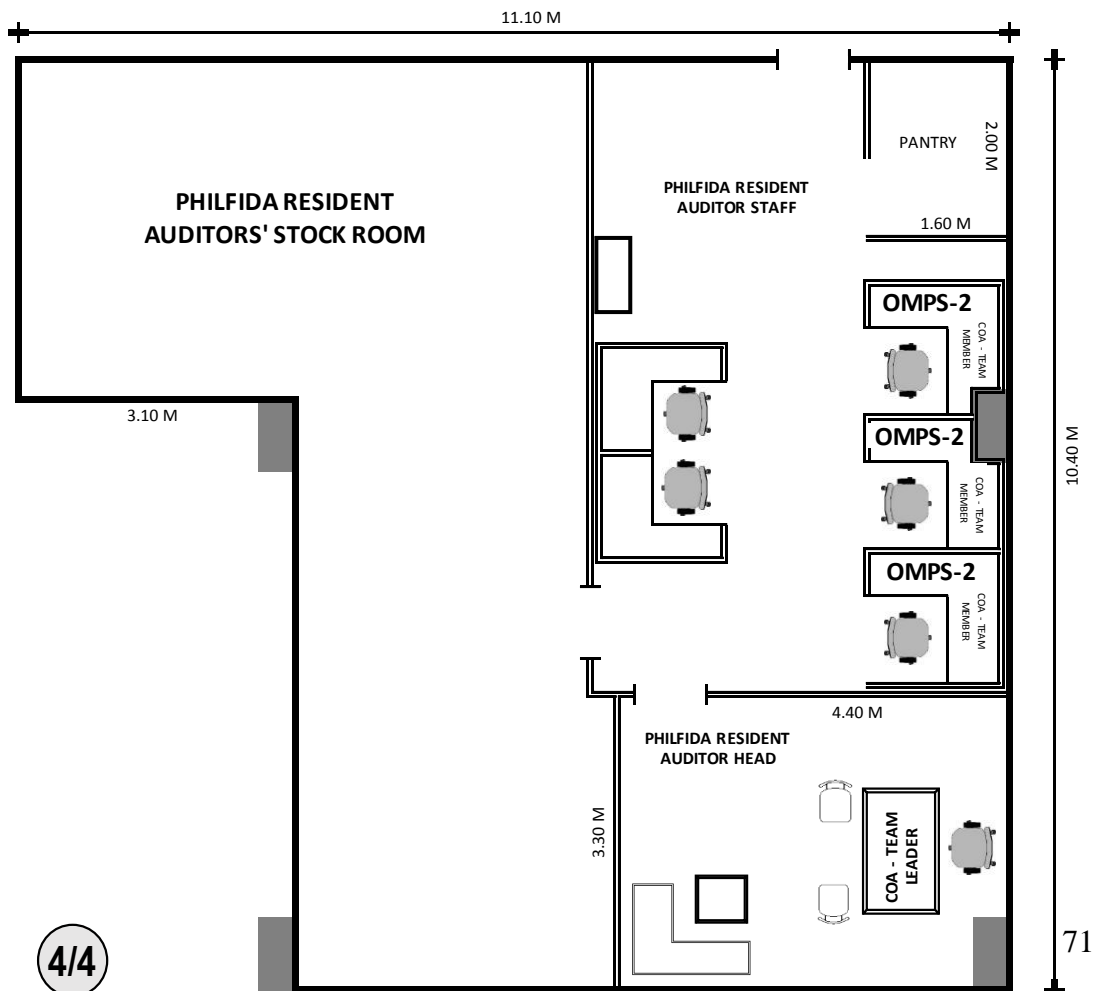 11.10 M
PANTRY
2.00 M
PHILFIDA RESIDENT
AUDITOR STAFF
PHILFIDA RESIDENT
AUDITORS' STOCK ROOM
1.60 M
OMPS-2
COA - TEAM
MEMBER
3.10 M
OMPS-2
10.40 M
COA - TEAM
MEMBER
OMPS-2
COA - TEAM
MEMBER
4.40 M
PHILFIDA RESIDENT
AUDITOR HEAD
3.30 M
COA - TEAM
LEADER
4/4
71